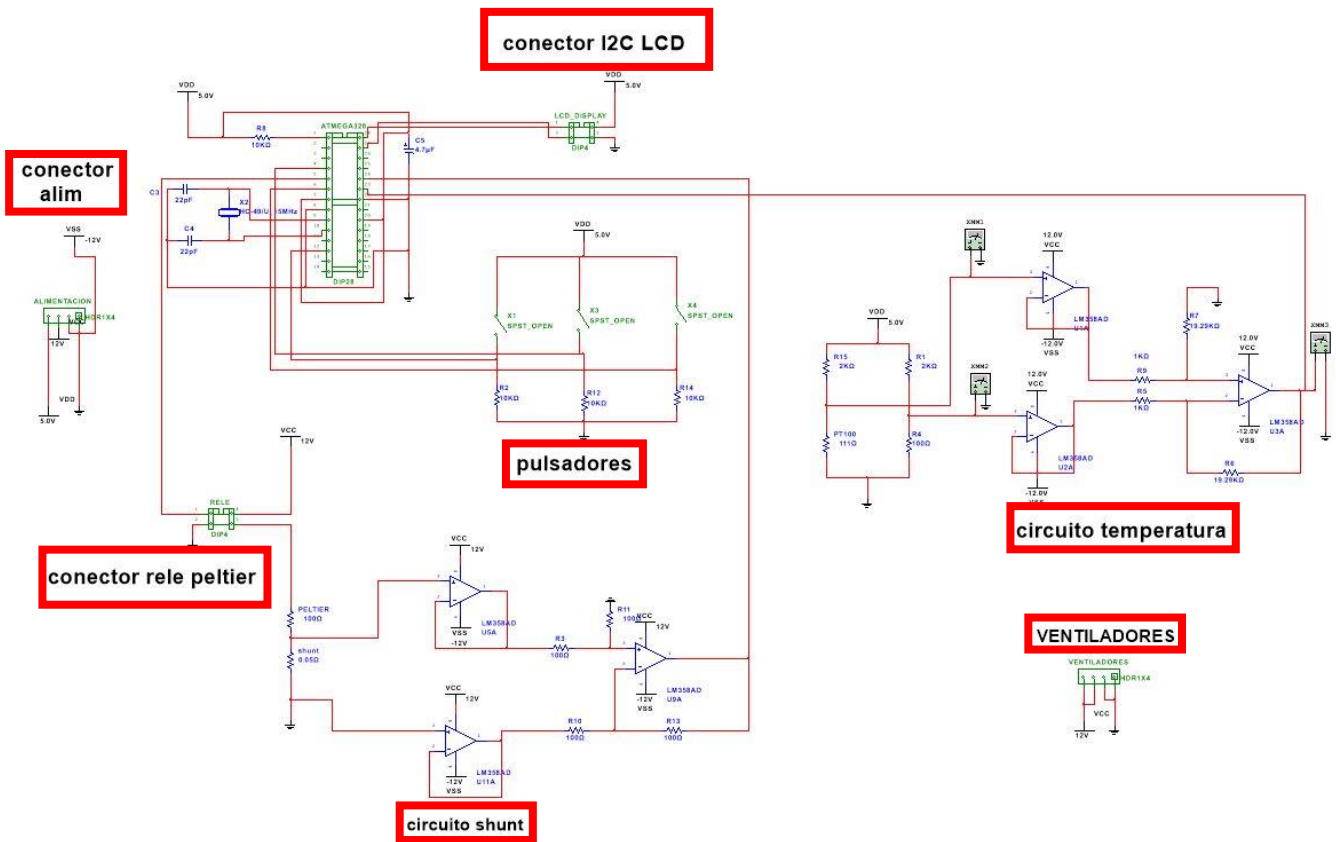 conector I2C LCD
VDD
5.0V
VDD
5.0V
R8
10KΩ
ATMEGA328
DIP28
LCD_DISPLAY
DIP4
C5
4.7µF
conector
alim
C3
22pF
X2
C4
22pF
VSS
-12V
ALIMENTACION
HDR1X4
12V
VDD
5.0V
VDD
5.0V
X1
SPST_OPEN
X3
SPST_OPEN
X4
SPST_OPEN
R2
10KΩ
R12
10KΩ
R14
10KΩ
pulsadores
XMM1
12.0V
VCC
LM358AD
U1A
-12.0V
VSS
VDD
5.0V
R15
2KΩ
R1
2KΩ
PT100
111Ω
R4
100Ω
XMM2
12.0V
VCC
LM358AD
U2A
-12.0V
VSS
R7
19.29KΩ
1KΩ
R9
R5
1KΩ
12.0V
VCC
LM358AD
U3A
-12.0V
VSS
XMM3
R6
19.29KΩ
circuito temperatura
VCC
12V
RELE
DIP4
conector rele peltier
PELTIER
100Ω
shunt
0.05Ω
VCC
12V
LM358AD
U5A
VSS
-12V
R3
100Ω
R11
100Ω
VCC
12V
LM358AD
U9A
-12V
VSS
VCC
12V
LM358AD
U11A
-12V
VSS
R10
100Ω
R13
100Ω
circuito shunt
VENTILADORES
VENTILADORES
HDR1X4
VCC
12V